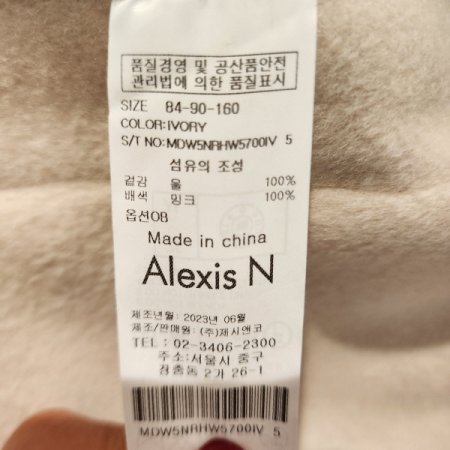 품질경영 및 공산품안전
관리법에 의한 품질표시
SIZE 84-90-160
COLOR:IVORY
S/T NO:MDW5NRHW5700IV 5
섬유의 조성
겉감 울 100%
배색 밍크 100%
옵션OB
Made in china
Alexis N
제조년월: 2023년 06월
제조/판매원: (주)제시앤코
TEL : 02-3406-2300
주소:서울시 중구
장충동 2가 26-1
MDW5NRHW5700IV 5